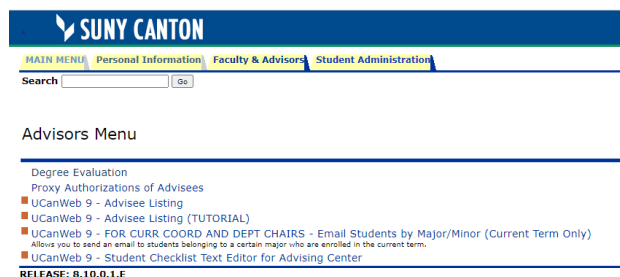 SUNY CANTON
MAIN MENU Personal Information Faculty & Advisors Student Administration
Search Go
Advisors Menu
Degree Evaluation
Proxy Authorizations of Advisees
UCanWeb 9 - Advisee Listing
UCanWeb 9 - Advisee Listing (TUTORIAL)
UCanWeb 9 - FOR CURR COORD AND DEPT CHAIRS - Email Students by Major/Minor (Current Term Only)
Allows you to send an email to students belonging to a certain major who are enrolled in the current term.
UCanWeb 9 - Student Checklist Text Editor for Advising Center
RELEASE: 8.10.0.1.E